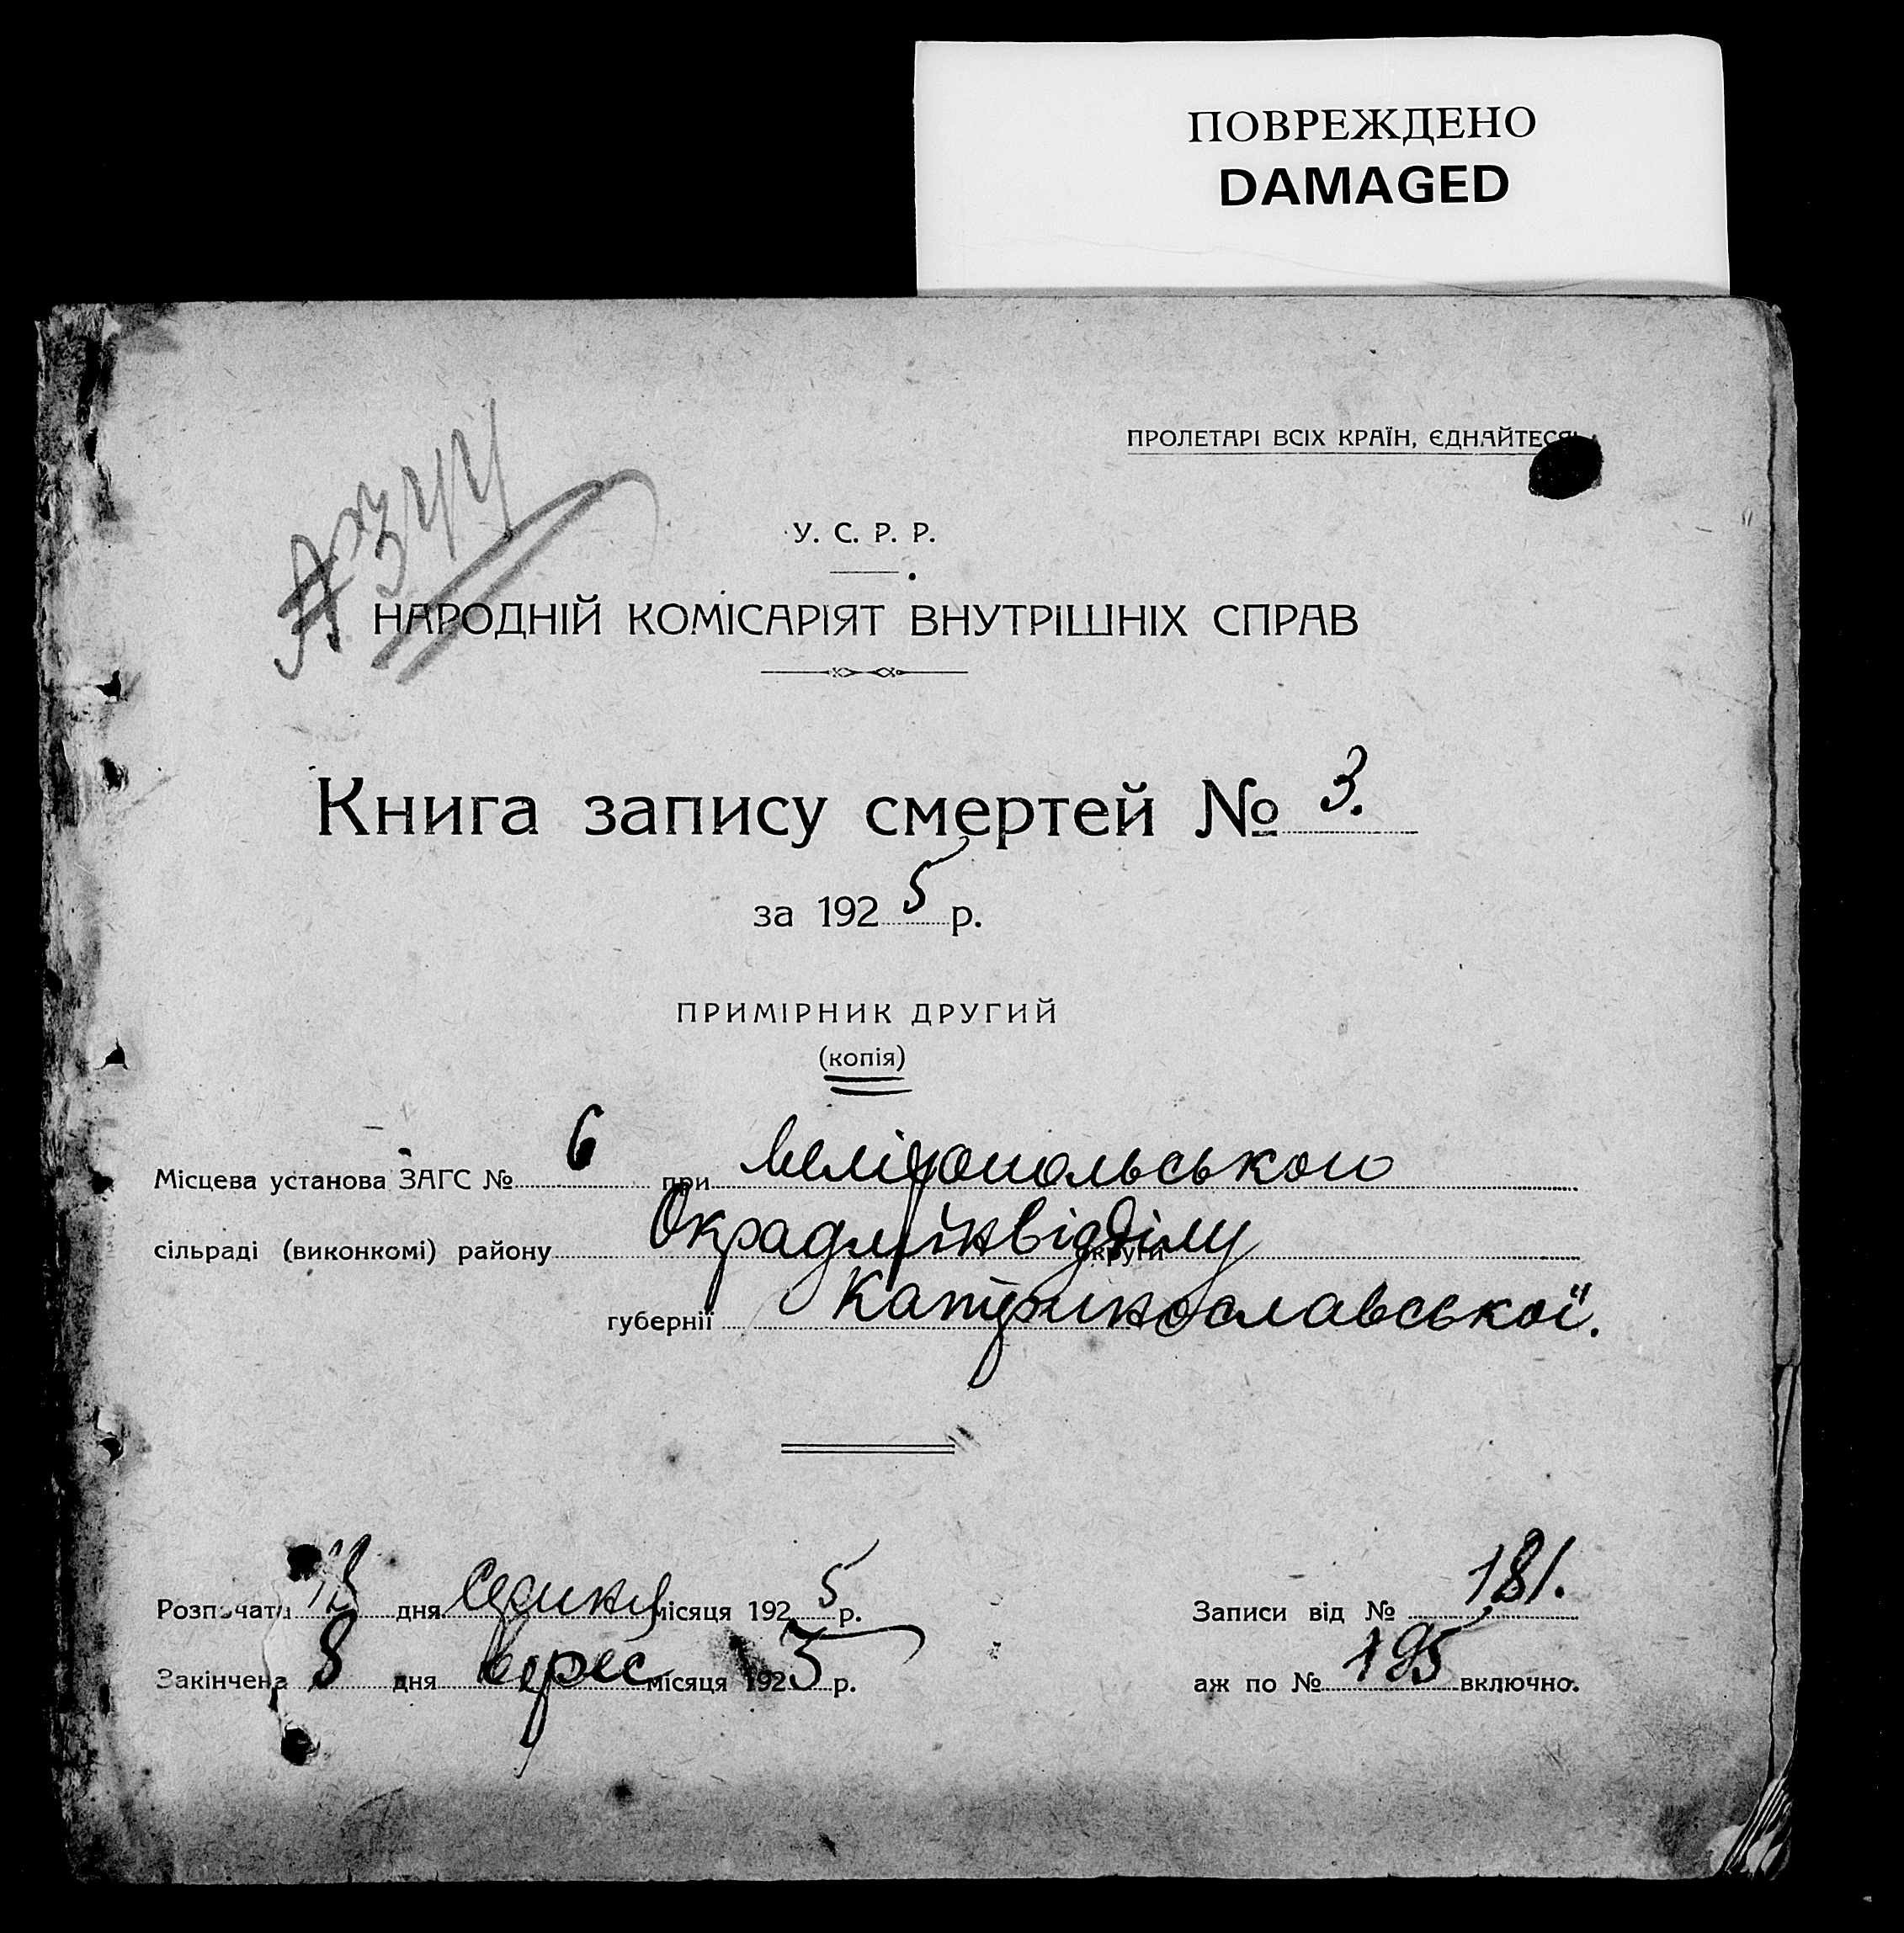 ПОВРЕЖДЕНО
DAMAGED
ПРОЛЕТАРІ ВСІХ КРАЇН, ЄДНАЙТЕСЯ!
У. С. Р. Р.
НАРОДНІЙ КОМІСАРІЯТ ВНУТРІШНІХ СПРАВ
Книга запису смертей № 3.
за 1925 р.
ПРИМІРНИК ДРУГИЙ
(копія)
Місцева установа ЗАГС № 6 при Мелітопольського
сільраді (виконкомі) району Окрадмінвідділу округи
губернії Катеринославської.
Розпочата дня Серпня місяця 1925 р. Записи від № 181.
Закінчена 8 дня Верес місяця 1925 р. аж по № 195 включно.